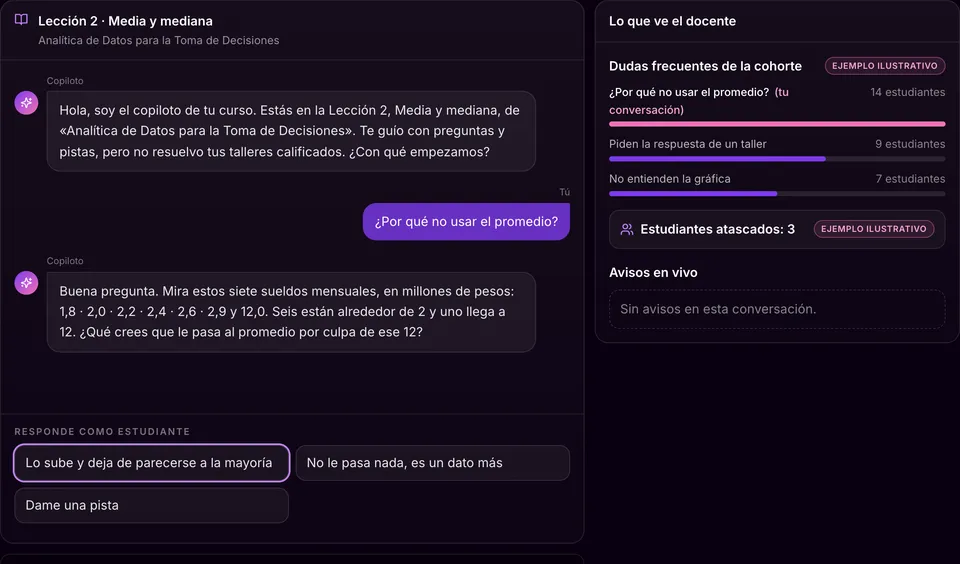 Lección 2 · Media y mediana
Analítica de Datos para la Toma de Decisiones
Copiloto
Hola, soy el copiloto de tu curso. Estás en la Lección 2, Media y mediana, de
«Analítica de Datos para la Toma de Decisiones». Te guío con preguntas y
pistas, pero no resuelvo tus talleres calificados. ¿Con qué empezamos?
Tú
¿Por qué no usar el promedio?
Copiloto
Buena pregunta. Mira estos siete sueldos mensuales, en millones de pesos:
1,8 · 2,0 · 2,2 · 2,4 · 2,6 · 2,9 y 12,0. Seis están alrededor de 2 y uno llega a
12. ¿Qué crees que le pasa al promedio por culpa de ese 12?
RESPONDE COMO ESTUDIANTE
Lo sube y deja de parecerse a la mayoría
No le pasa nada, es un dato más
Dame una pista
Lo que ve el docente
Dudas frecuentes de la cohorte
EJEMPLO ILUSTRATIVO
¿Por qué no usar el promedio? (tu
conversación)
14 estudiantes
Piden la respuesta de un taller
9 estudiantes
No entienden la gráfica
7 estudiantes
Estudiantes atascados: 3
EJEMPLO ILUSTRATIVO
Avisos en vivo
Sin avisos en esta conversación.